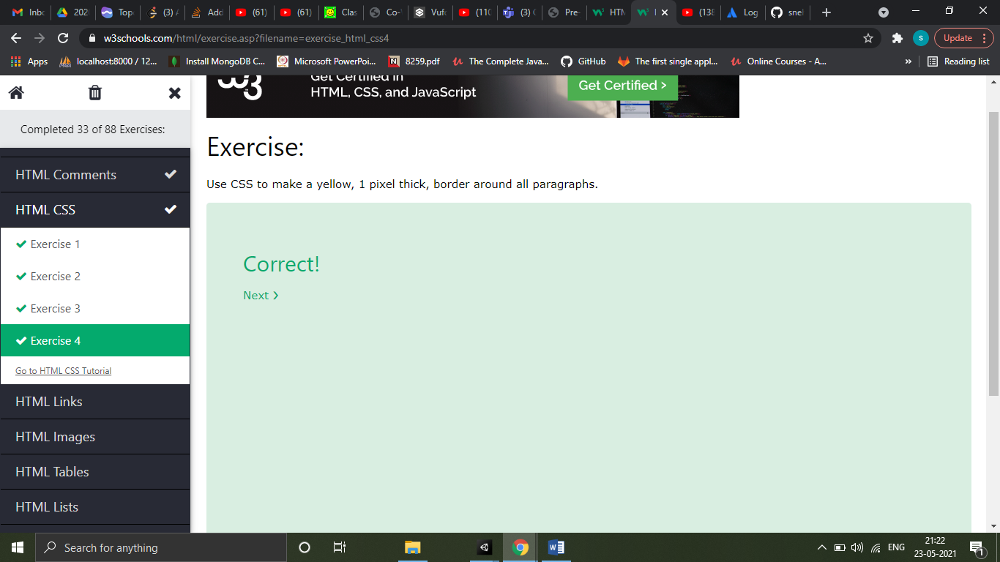 Inbo
202
Top
(3) A
Add
(61)
(61)
Clas
Co-
Vufo
(110
(3)
Pre-
HTM
(138
Log
snel
w3schools.com/html/exercise.asp?filename=exercise_html_css4
s
Update
Apps
localhost:8000 / 12...
Install MongoDB C...
Microsoft PowerPoi...
8259.pdf
The Complete Java...
GitHub
The first single appl...
Online Courses - A...
»
Reading list
Completed 33 of 88 Exercises:
HTML Comments
HTML CSS
Exercise 1
Exercise 2
Exercise 3
Exercise 4
Go to HTML CSS Tutorial
HTML Links
HTML Images
HTML Tables
HTML Lists
Get Certified in
HTML, CSS, and JavaScript
Get Certified >
Exercise:
Use CSS to make a yellow, 1 pixel thick, border around all paragraphs.
Correct!
Next ❯
Search for anything
ENG
21:22
23-05-2021
1